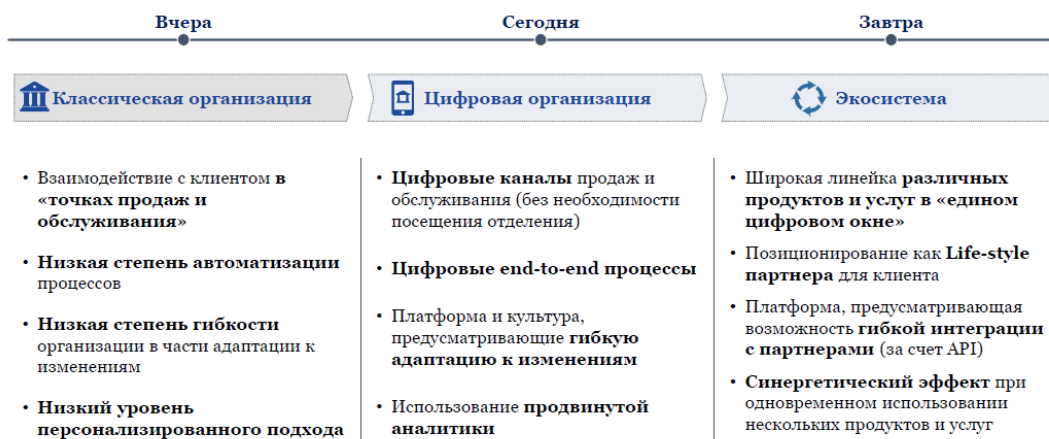 Вчера
Сегодня
Завтра
Классическая организация
Цифровая организация
Экосистема
• Взаимодействие с клиентом в
«точках продаж и
обслуживания»
• Низкая степень автоматизации
процессов
• Низкая степень гибкости
организации в части адаптации к
изменениям
• Низкий уровень
персонализированного подхода
• Цифровые каналы продаж и
обслуживания (без необходимости
посещения отделения)
• Цифровые end-to-end процессы
• Платформа и культура,
предусматривающие гибкую
адаптацию к изменениям
• Использование продвинутой
аналитики
• Широкая линейка различных
продуктов и услуг в «едином
цифровом окне»
• Позиционирование как Life-style
партнера для клиента
• Платформа, предусматривающая
возможность гибкой интеграции
с партнерами (за счет API)
• Синергетический эффект при
одновременном использовании
нескольких продуктов и услуг